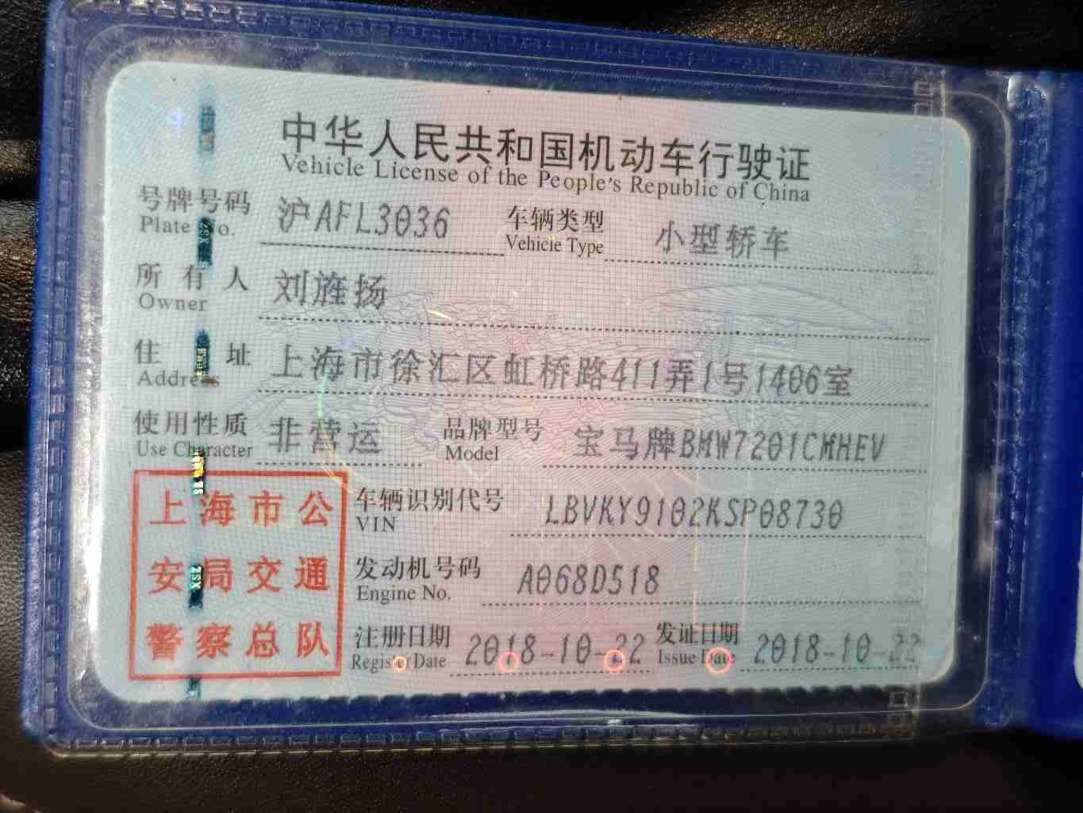 中华人民共和国机动车行驶证
Vehicle License of the People's Republic of China
号牌号码 沪AFL3036 车辆类型 小型轿车
Plate No. Vehicie Type
所有人 刘旌扬
Owner
住址 上海市徐汇区虹桥路411弄1号1406室
Address
使用性质 非营运 品牌型号 宝马牌BMW7201CMHEV
Use Character Model
上海市公 车辆识别代号 LBVKY9102KSP08730
VIN
安局交通 发动机号码 A068D518
Engine No.
警察总队 注册日期 2018-10-22 发证日期 2018-10-22
Register Date Issue Date